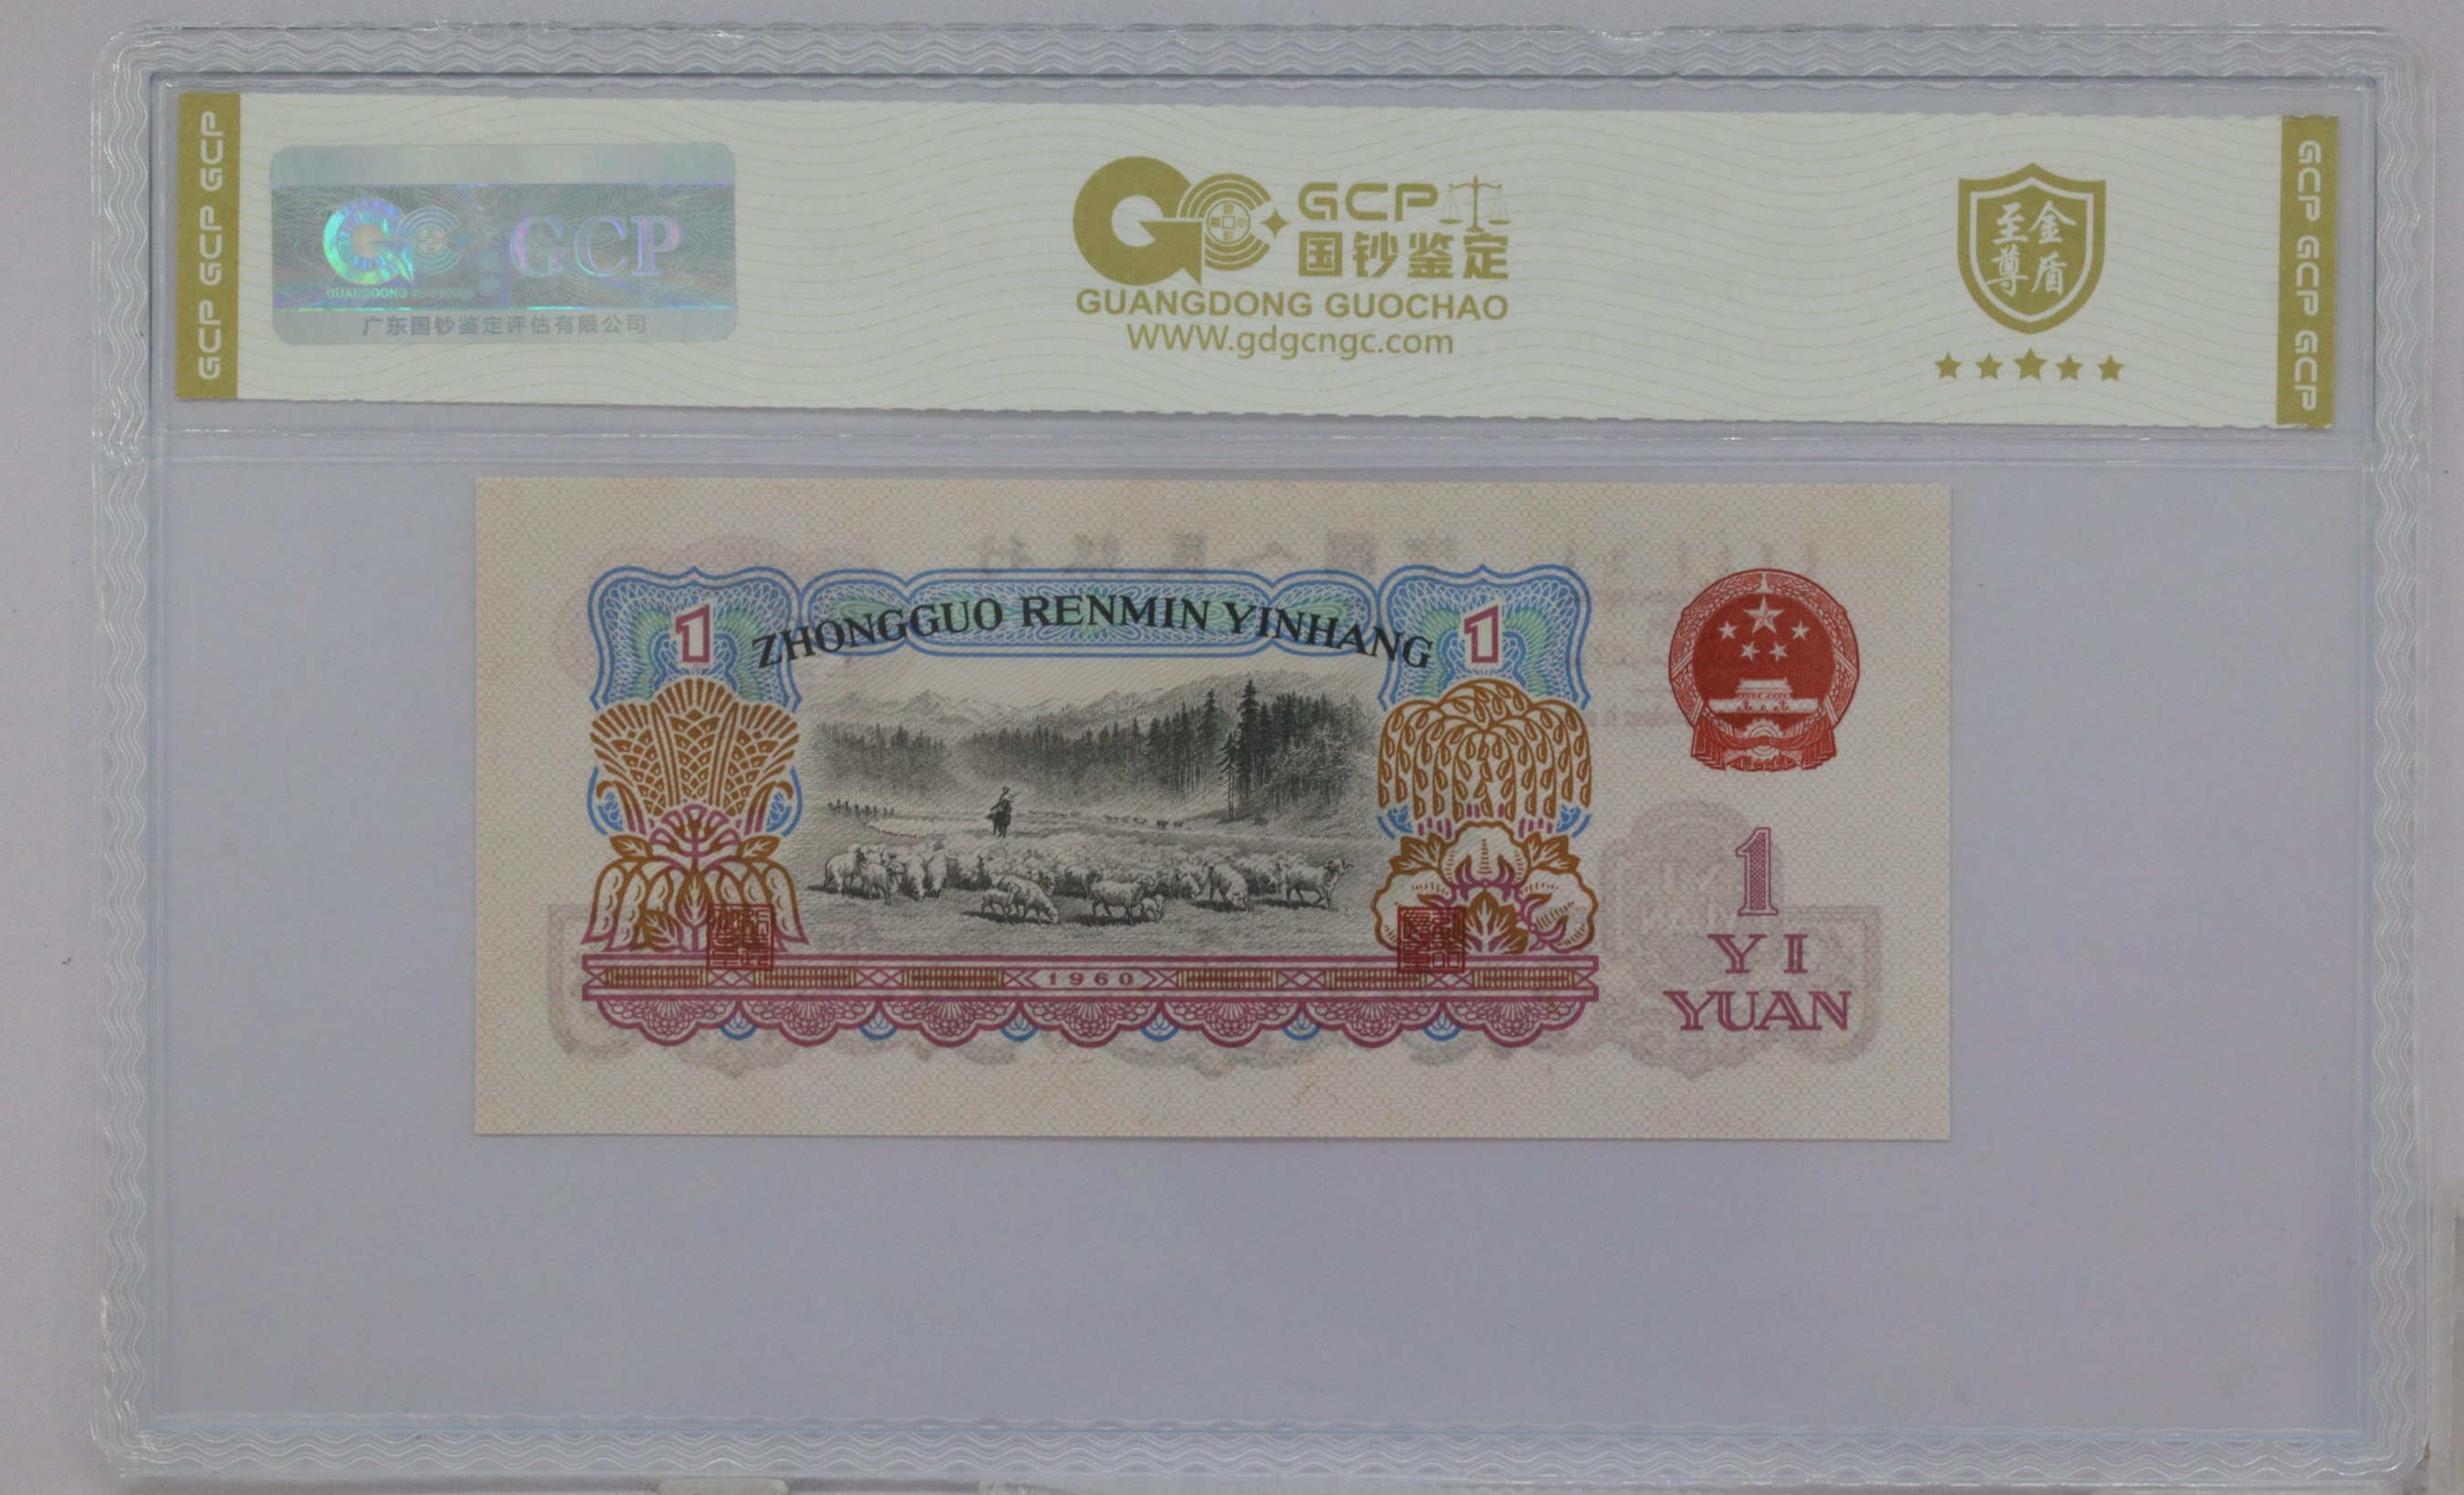 GCP GCP GCP
GCP
GUANGDONG GUOCHAO
广东国钞鉴定评估有限公司
GCP
国钞鉴定
GUANGDONG GUOCHAO
WWW.gdgcngc.com
至金
尊盾
GCP GCP GCP
1
ZHONGGUO RENMIN YINHANG
1
1960
1
YI
YUAN